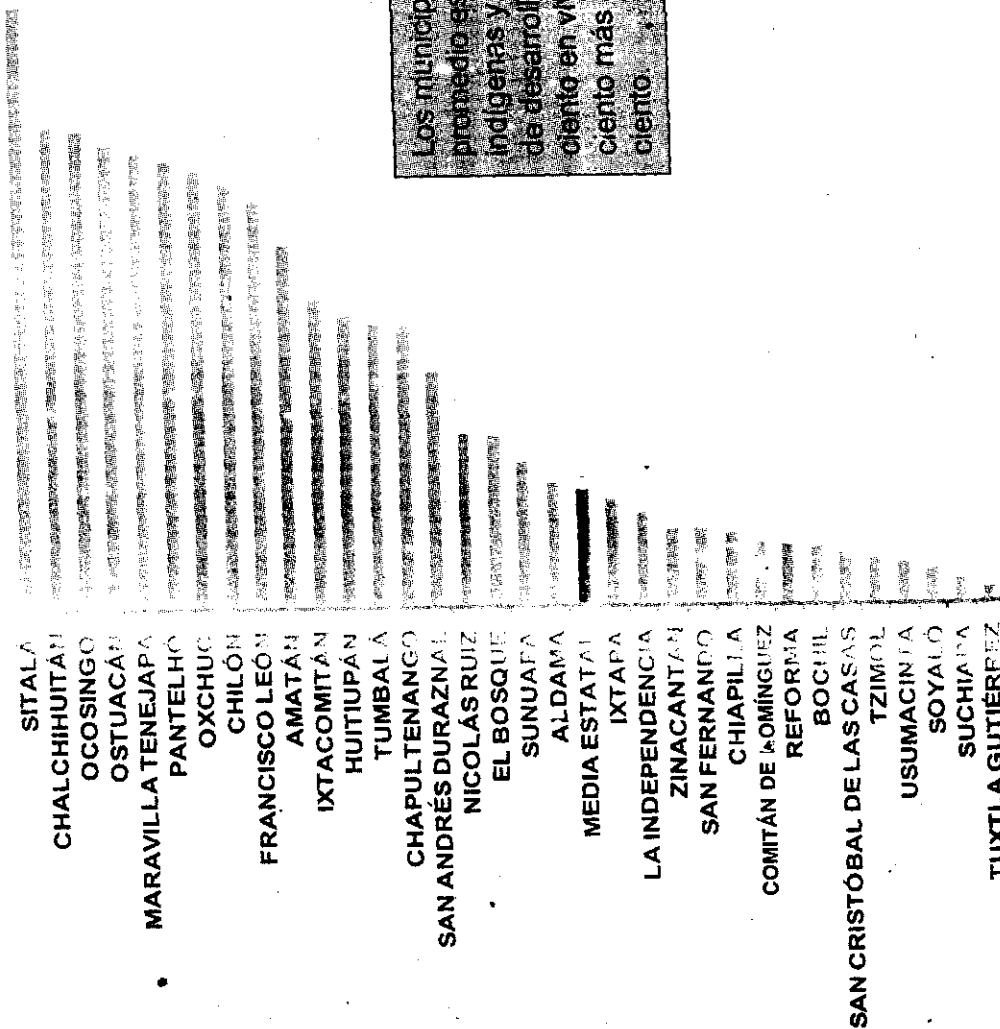 SITALÁ
CHALCHIHUITÁN
OCOSINGO
OSTUACÁN
MARAVILLA TENEJAPA
PANTELHÓ
OXCHUC
CHILÓN
FRANCISCO LEÓN
AMATÁN
IXTACOMITÁN
HUITIUPÁN
TUMBALÁ
CHAPULTENANGO
SAN ANDRÉS DURAZNAL
NICOLÁS RUIZ
EL BOSQUE
SUNUAPA
ALDAMA
MEDIA ESTATAL
IXTAPA
LA INDEPENDENCIA
ZINACANTAN
SAN FERNANDO
CHIAPILLA
COMITÁN DE DOMÍNGUEZ
REFORMA
BOCHIL
SAN CRISTÓBAL DE LAS CASAS
TZIMOL
USUMACINTA
SOYALÓ
SUCHIAPA
TUXTLA GUTIÉRREZ
Los municip
promedio
indígenas y
de desarroll
ciento en
ciento más
ciento.